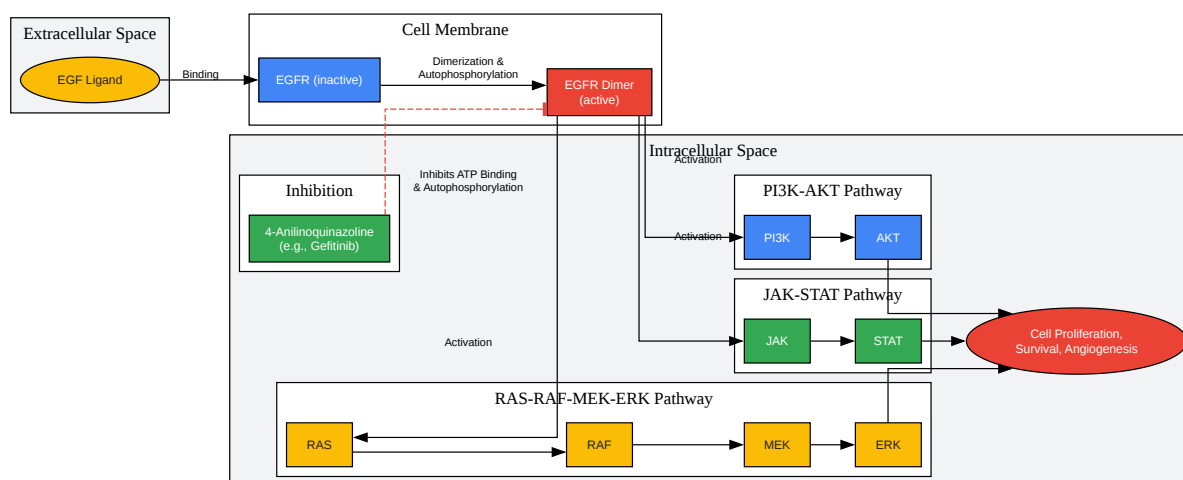 Extracellular Space
EGF Ligand
Binding
Cell Membrane
EGFR (inactive)
Dimerization &
Autophosphorylation
EGFR Dimer
(active)
Intracellular Space
Activation
Inhibits ATP Binding
& Autophosphorylation
Inhibition
4-Anilinoquinazoline
(e.g., Gefitinib)
PI3K-AKT Pathway
Activation
PI3K
AKT
JAK-STAT Pathway
Activation
JAK
STAT
Cell Proliferation,
Survival, Angiogenesis
RAS-RAF-MEK-ERK Pathway
RAS
RAF
MEK
ERK